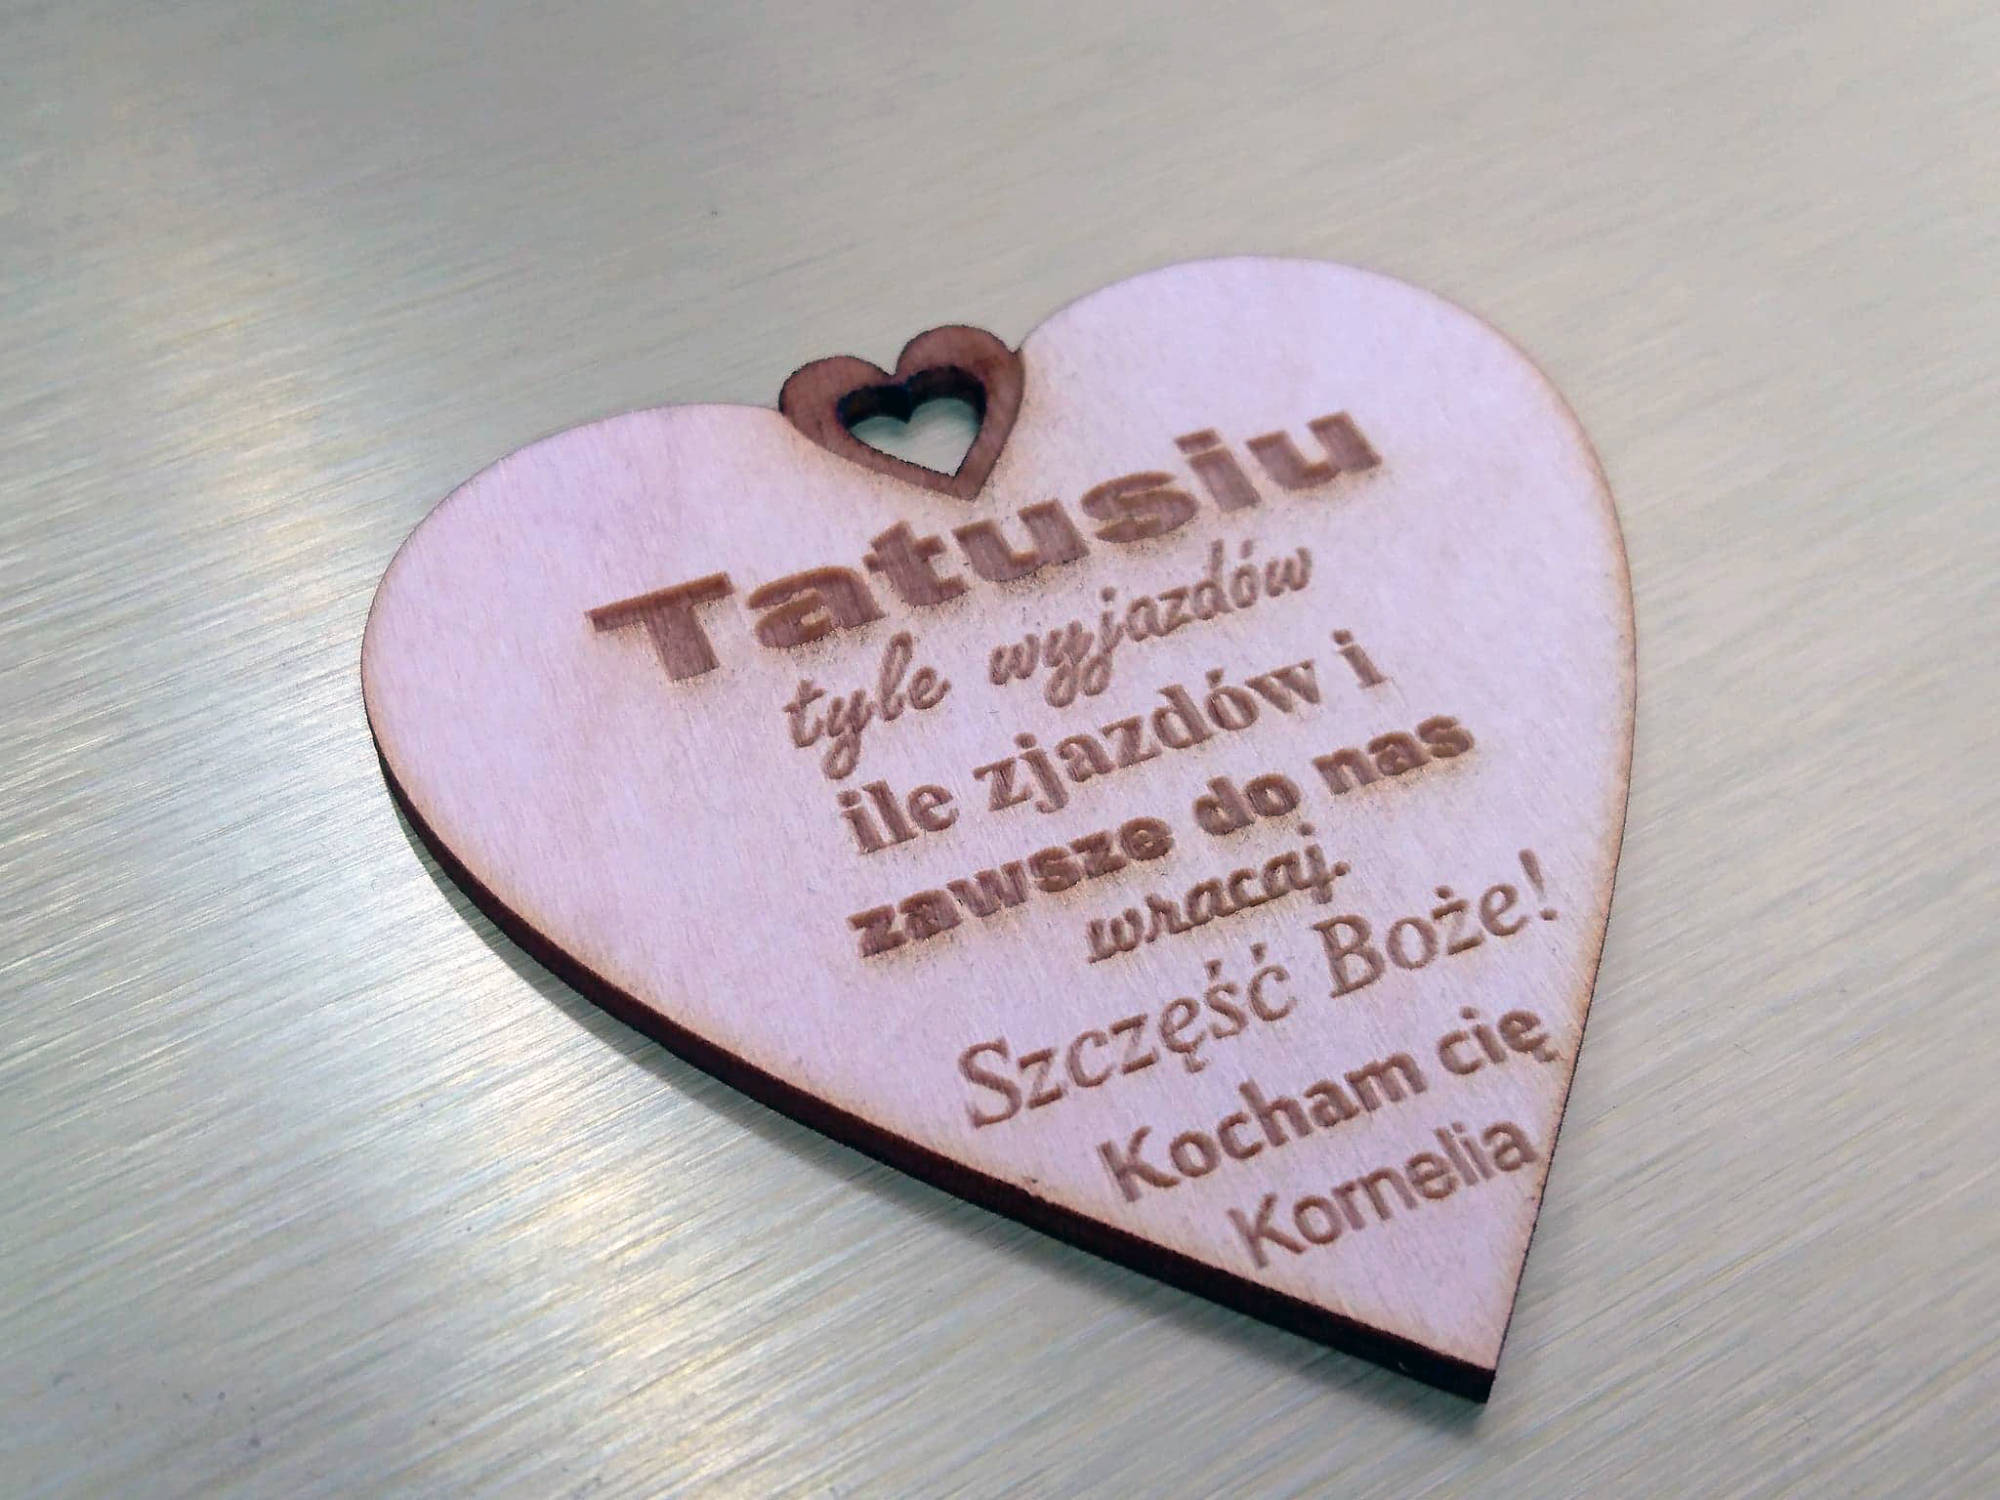 Tatusiu
tyle wyjazdów
ile zjazdów i
zawsze do nas
wracaj.
Szczęść Boże!
Kocham cię
Kornelia